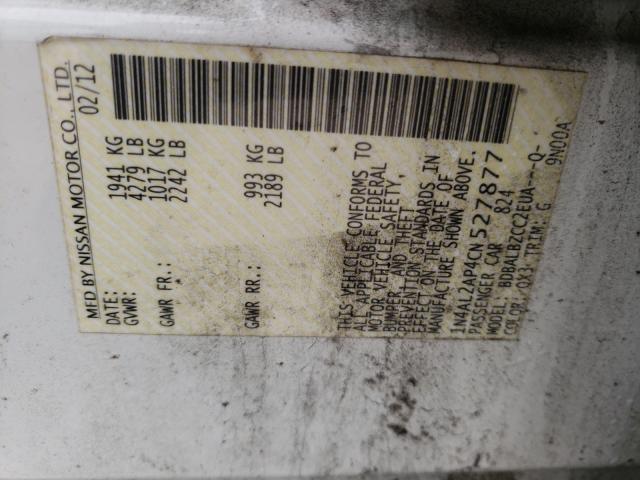 MFD BY NISSAN MOTOR CO., LTD.
DATE: 02/12
GVWR: 1941 KG
4279 LB
GAWR FR.: 1017 KG
2242 LB
GAWR RR.: 993 KG
2189 LB
THIS VEHICLE CONFORMS TO
ALL APPLICABLE FEDERAL
MOTOR VEHICLE SAFETY,
BUMPER, AND THEFT
PREVENTION STANDARDS IN
EFFECT ON THE DATE OF
MANUFACTURE SHOWN ABOVE.
1N4AL2AP4CN527877
PASSENGER CAR 824
MODEL: BDBALBZCC2EUA---Q-
COLOR: QX3 TRIM: G 9N00A